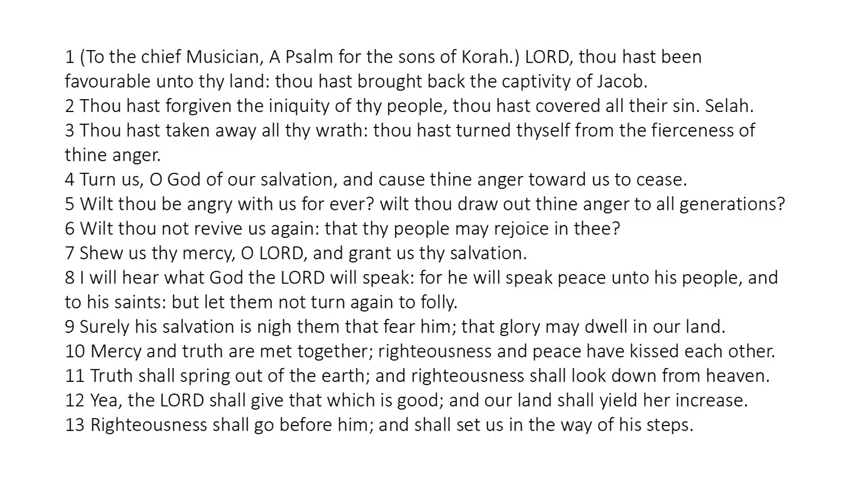 1 (To the chief Musician, A Psalm for the sons of Korah.) LORD, thou hast been
favourable unto thy land: thou hast brought back the captivity of Jacob.
2 Thou hast forgiven the iniquity of thy people, thou hast covered all their sin. Selah.
3 Thou hast taken away all thy wrath: thou hast turned thyself from the fierceness of
thine anger.
4 Turn us, O God of our salvation, and cause thine anger toward us to cease.
5 Wilt thou be angry with us for ever? wilt thou draw out thine anger to all generations?
6 Wilt thou not revive us again: that thy people may rejoice in thee?
7 Shew us thy mercy, O LORD, and grant us thy salvation.
8 I will hear what God the LORD will speak: for he will speak peace unto his people, and
to his saints: but let them not turn again to folly.
9 Surely his salvation is nigh them that fear him; that glory may dwell in our land.
10 Mercy and truth are met together; righteousness and peace have kissed each other.
11 Truth shall spring out of the earth; and righteousness shall look down from heaven.
12 Yea, the LORD shall give that which is good; and our land shall yield her increase.
13 Righteousness shall go before him; and shall set us in the way of his steps.